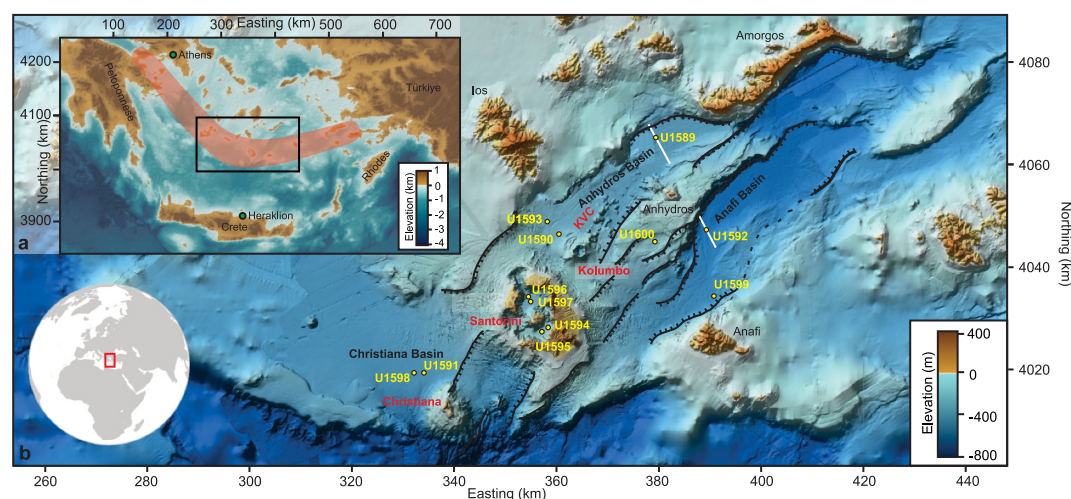 Easting (km)
100 200 300 400 500 600 700
Northing (km)
4200
4100
3900
Athens
Peloponnese
Türkiye
Rhodes
Heraklion
Crete
Elevation (km)
1
0
-1
-2
-3
-4
a
Amorgos
Ios
U1589
Anhydros Basin
Anafi Basin
Anhydros
U1593
KVC
U1590
U1600
U1592
Kolumbo
U1599
U1596
U1597
Santorini
U1594
U1595
Anafi
Christiana Basin
U1591
U1598
Christiana
b
Elevation (m)
400
0
-400
-800
4080
4060
4040
4020
Northing (km)
260 280 300 320 340 360 380 400 420 440
Easting (km)